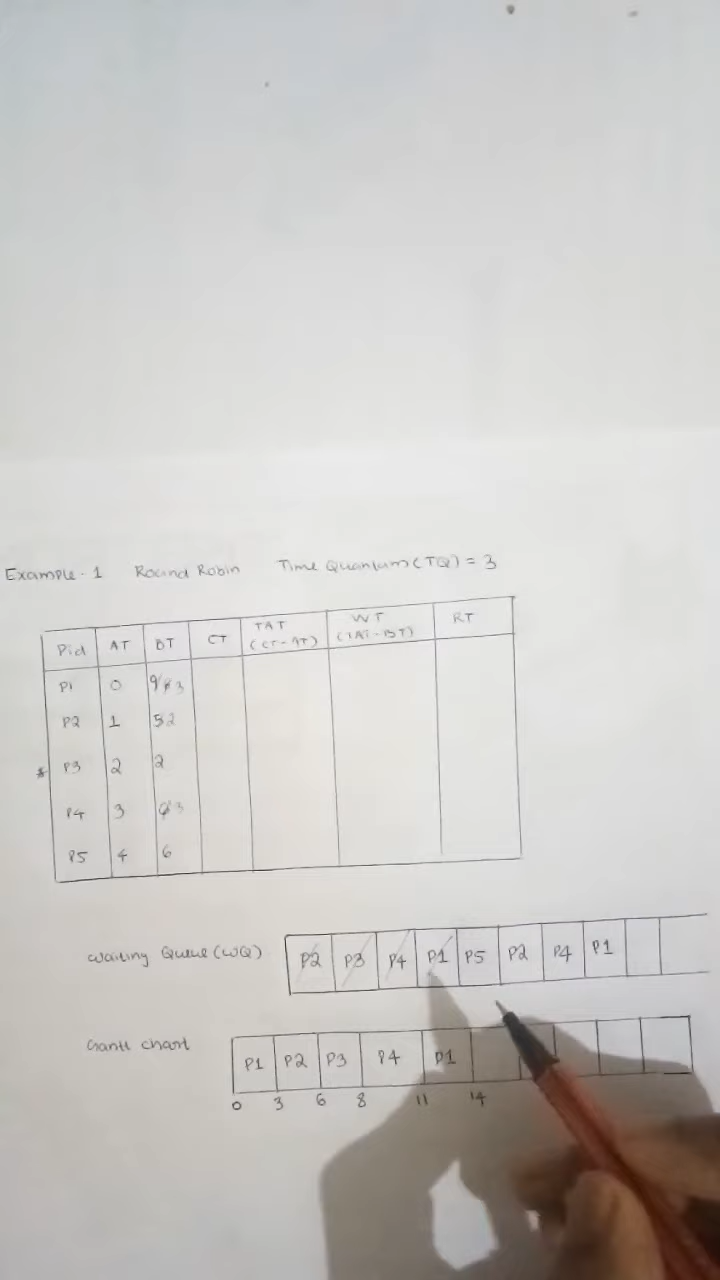 Example - 1 Round Robin Time Quantum (TQ) = 3
Pid AT BT CT TAT (CT-AT) WT (TAT-BT) RT
P1 0 9 6 3
P2 1 5 2
* P3 2 2
P4 3 3
P5 4 6
Waiting Queue (WQ) P2 P3 P4 P1 P5 P2 P4 P1
Gantt chart P1 P2 P3 P4 P1
0 3 6 8 11 14